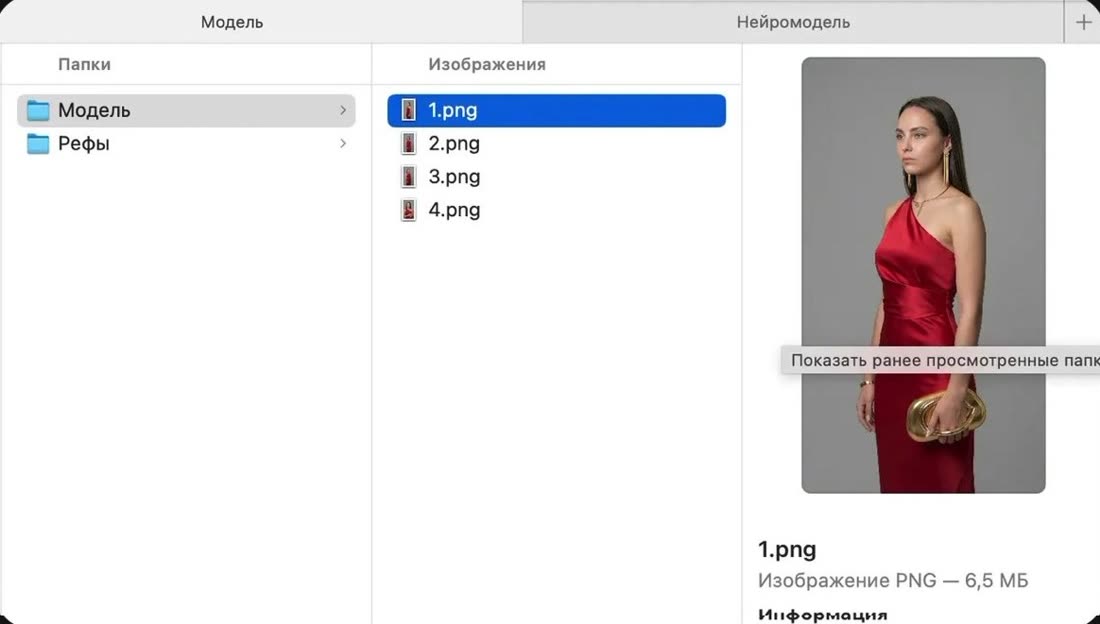 Модель
Нейромодель
Папки
Изображения
Модель
Рефы
1.png
2.png
3.png
4.png
Показать ранее просмотренные папк
1.png
Изображение PNG — 6,5 МБ
Информация